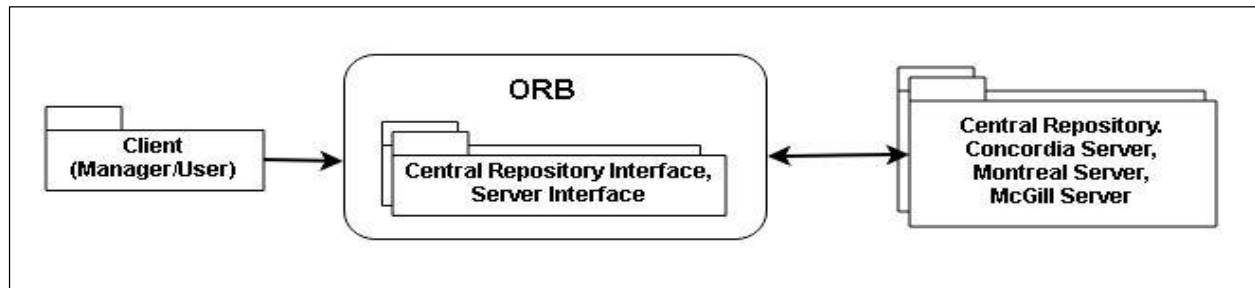 ORB
Client
(Manager/User)
Central Repository Interface,
Server Interface
Central Repository.
Concordia Server,
Montreal Server,
McGill Server